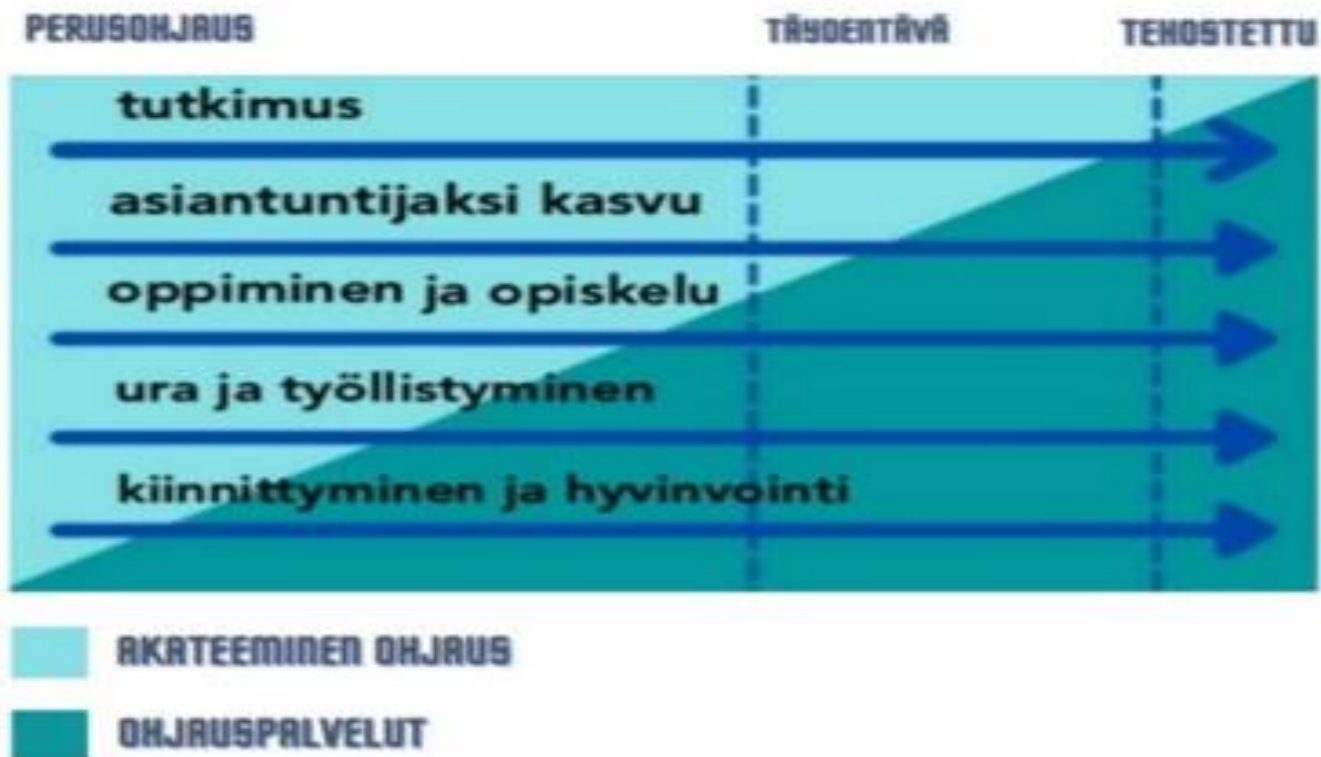 PERUSOHJAUS TÄYDENTÄVÄ TEHOSTETTU
tutkimus
asiantuntijaksi kasvu
oppiminen ja opiskelu
ura ja työllistyminen
kiinnittyminen ja hyvinvointi
AKATEEMINEN OHJAUS
OHJAUSPALVELUT